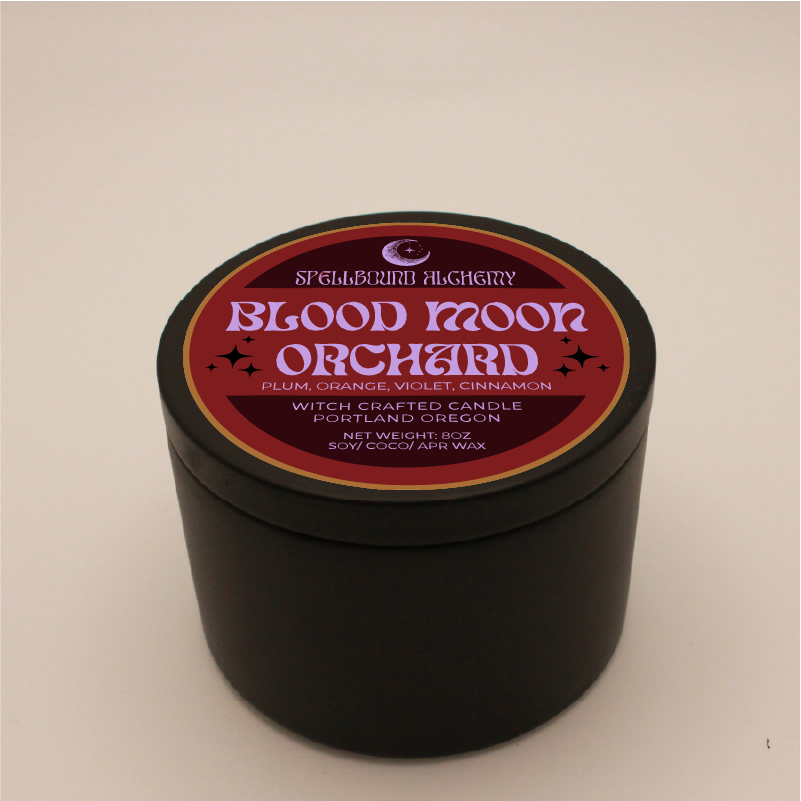 SPELLBOUND ALCHEMY
BLOOD MOON
ORCHARD
PLUM, ORANGE, VIOLET, CINNAMON
WITCH CRAFTED CANDLE
PORTLAND OREGON
NET WEIGHT: 8OZ
SOY/ COCO/ APR WAX